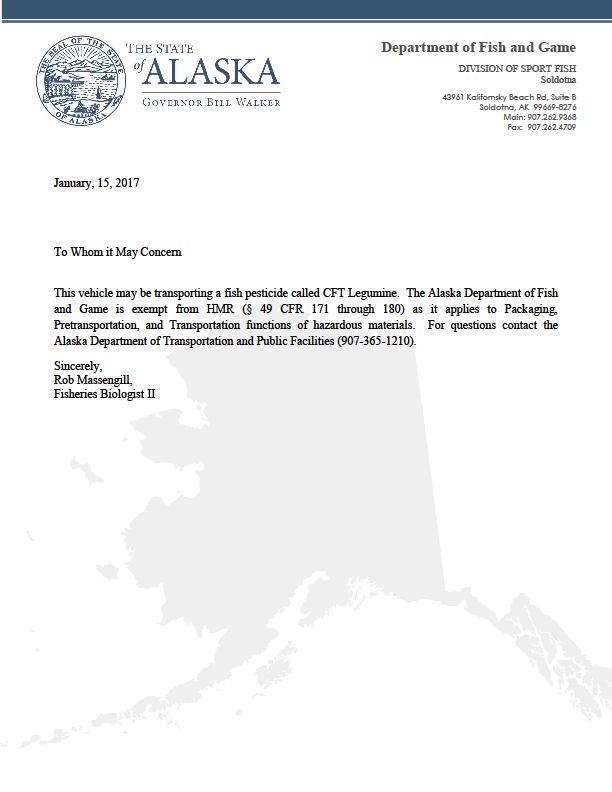 THE SEAL OF THE STATE
OF ALASKA
THE STATE
of ALASKA
GOVERNOR BILL WALKER
Department of Fish and Game
DIVISION OF SPORT FISH
Soldotna
43961 Kalifornsky Beach Rd, Suite B
Soldotna, AK 99669-8276
Main: 907.262.9368
Fax: 907.262.4709
January, 15, 2017
To Whom it May Concern
This vehicle may be transporting a fish pesticide called CFT Legumine. The Alaska Department of Fish
and Game is exempt from HMR (§ 49 CFR 171 through 180) as it applies to Packaging,
Pretransportation, and Transportation functions of hazardous materials. For questions contact the
Alaska Department of Transportation and Public Facilities (907-365-1210).
Sincerely,
Rob Massengill,
Fisheries Biologist II